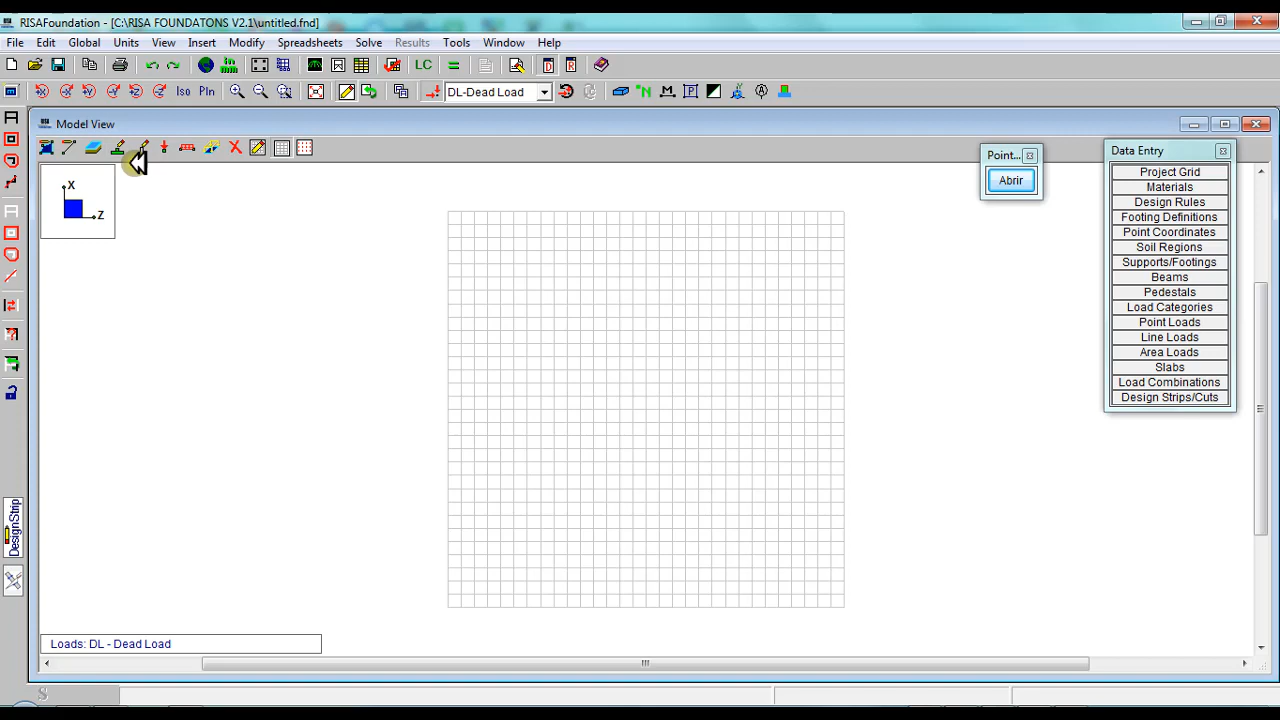 RISAFoundation - [C:\RISA FOUNDATONS V2.1\untitled.fnd]
File Edit Global Units View Insert Modify Spreadsheets Solve Results Tools Window Help
LC D R
Iso Pln DL-Dead Load N M P A
Model View
X
Z
Point...
Abrir
Data Entry
Project Grid
Materials
Design Rules
Footing Definitions
Point Coordinates
Soil Regions
Supports/Footings
Beams
Pedestals
Load Categories
Point Loads
Line Loads
Area Loads
Slabs
Load Combinations
Design Strips/Cuts
DesignStrip
Loads: DL - Dead Load
S